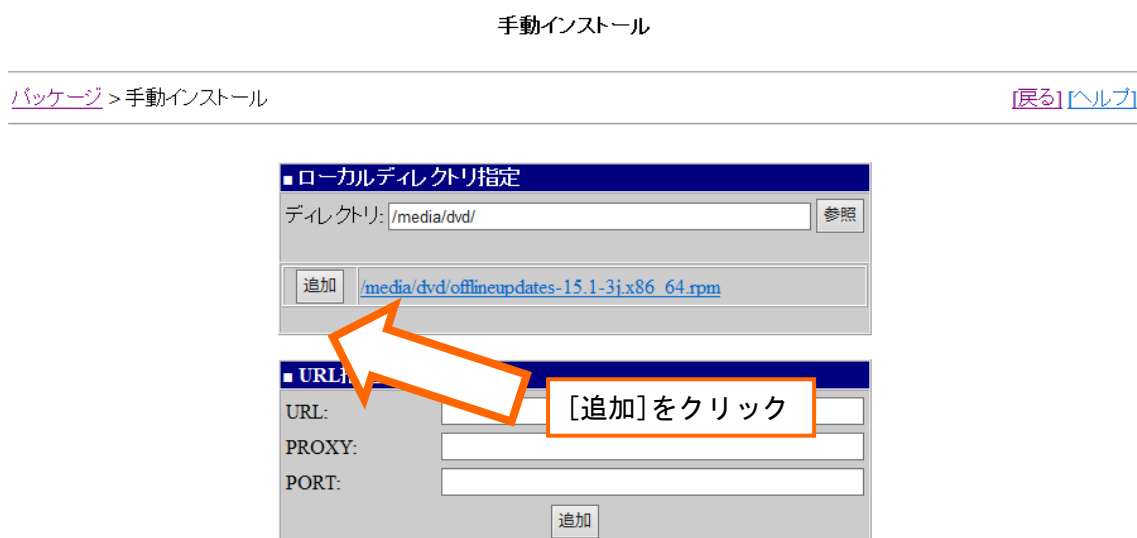 手動インストール
パッケージ > 手動インストール [戻る] [ヘルプ]
■ ローカルディレクトリ指定
ディレクトリ: /media/dvd/ 参照
追加 /media/dvd/offlineupdates-15.1-3j.x86_64.rpm
■ URL
[追加]をクリック
URL:
PROXY:
PORT:
追加